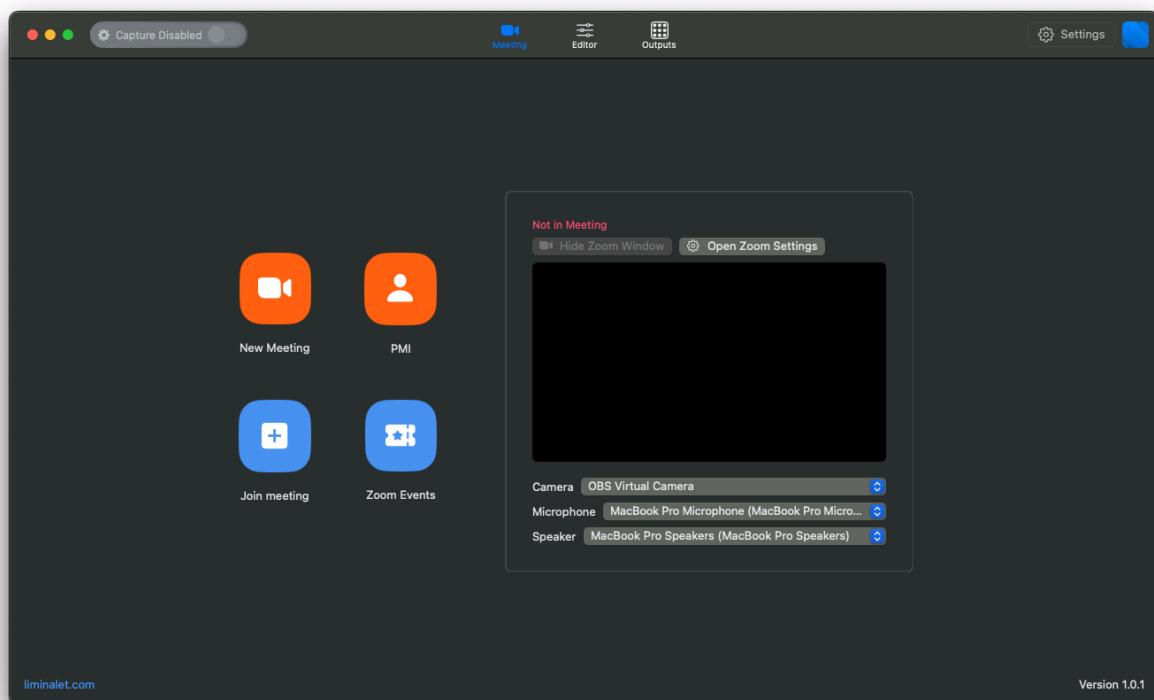 Capture Disabled
Meeting
Editor
Outputs
Settings
Not in Meeting
Hide Zoom Window
Open Zoom Settings
New Meeting
PMI
Join meeting
Zoom Events
Camera OBS Virtual Camera
Microphone MacBook Pro Microphone (MacBook Pro Micro...
Speaker MacBook Pro Speakers (MacBook Pro Speakers)
liminalet.com
Version 1.0.1